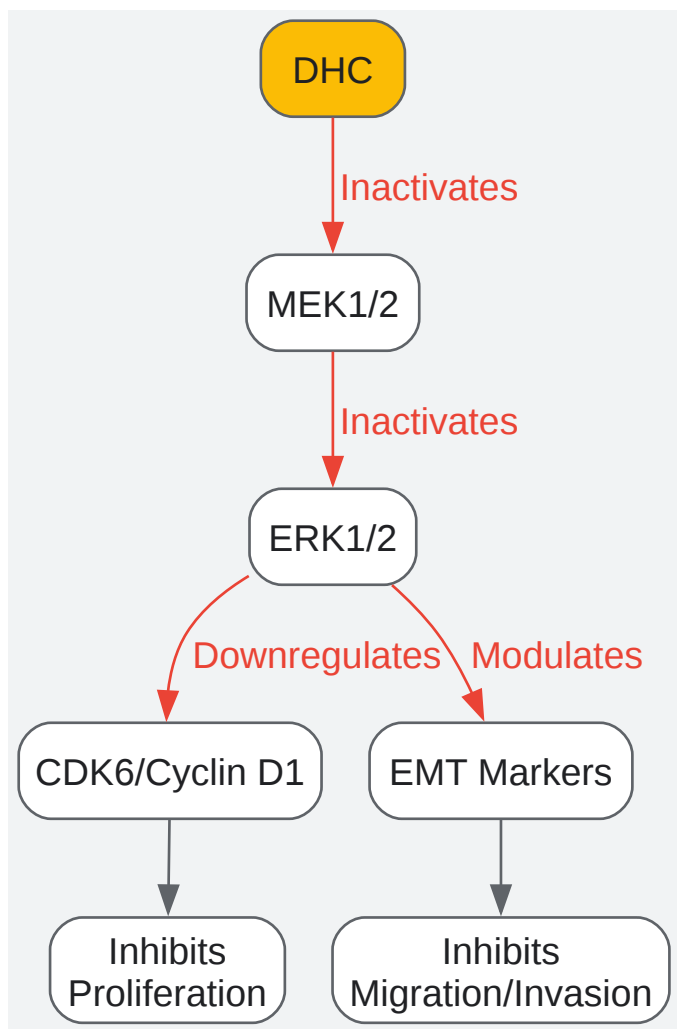 DHC
Inactivates
MEK1/2
Inactivates
ERK1/2
Downregulates
Modulates
CDK6/Cyclin D1
EMT Markers
Inhibits
Proliferation
Inhibits
Migration/Invasion